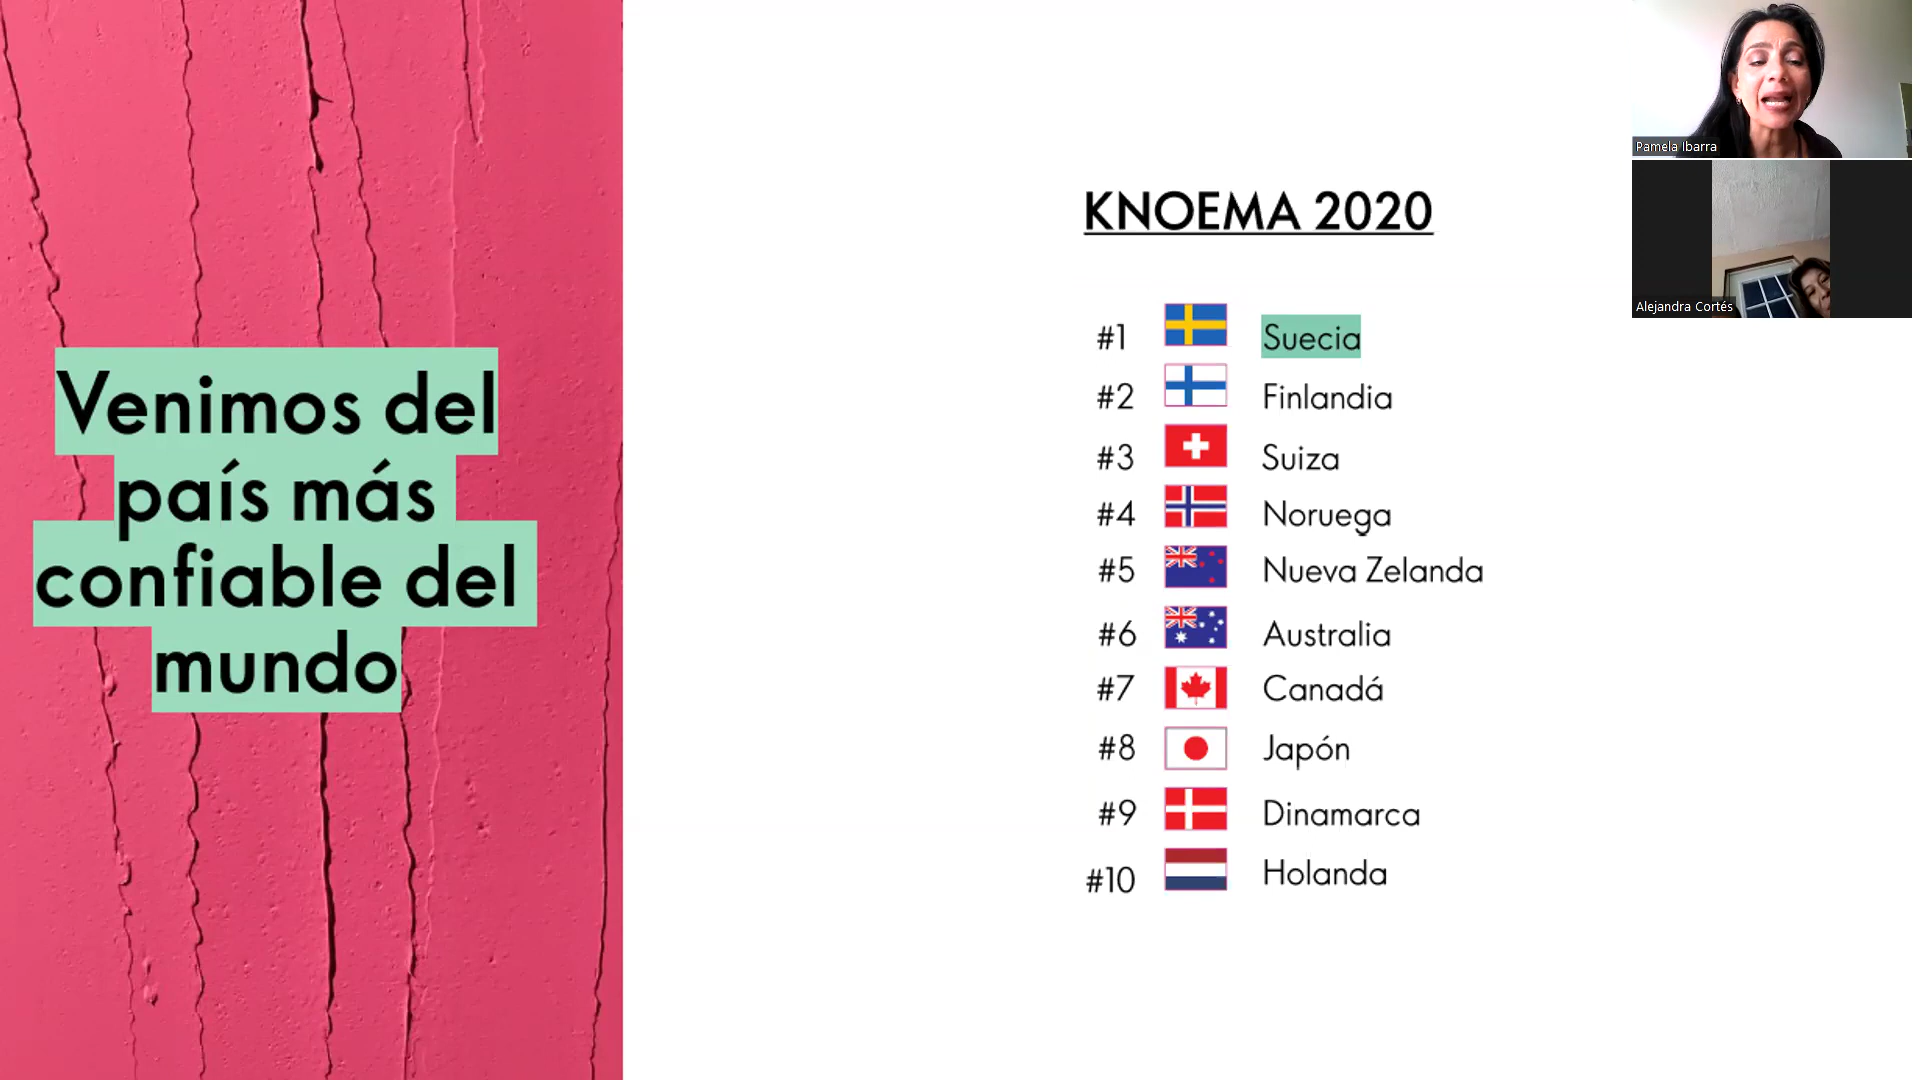 Venimos del
país más
confiable del
mundo
KNOEMA 2020
#1 Suecia
#2 Finlandia
#3 Suiza
#4 Noruega
#5 Nueva Zelanda
#6 Australia
#7 Canadá
#8 Japón
#9 Dinamarca
#10 Holanda
Pamela Ibarra
Alejandra Cortés